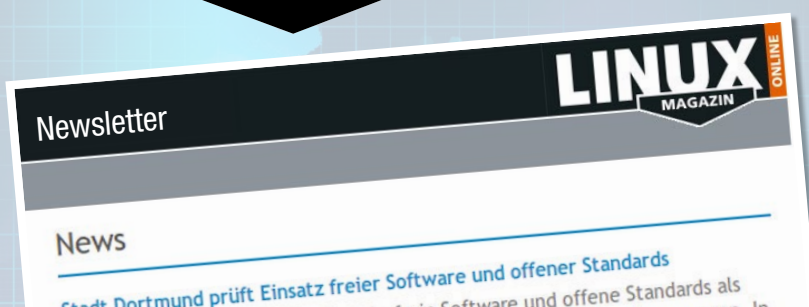 Newsletter
LINUX
MAGAZIN
ONLINE
News
Stadt Dortmund prüft Einsatz freier Software und offener Standards
Software und offene Standards als
In